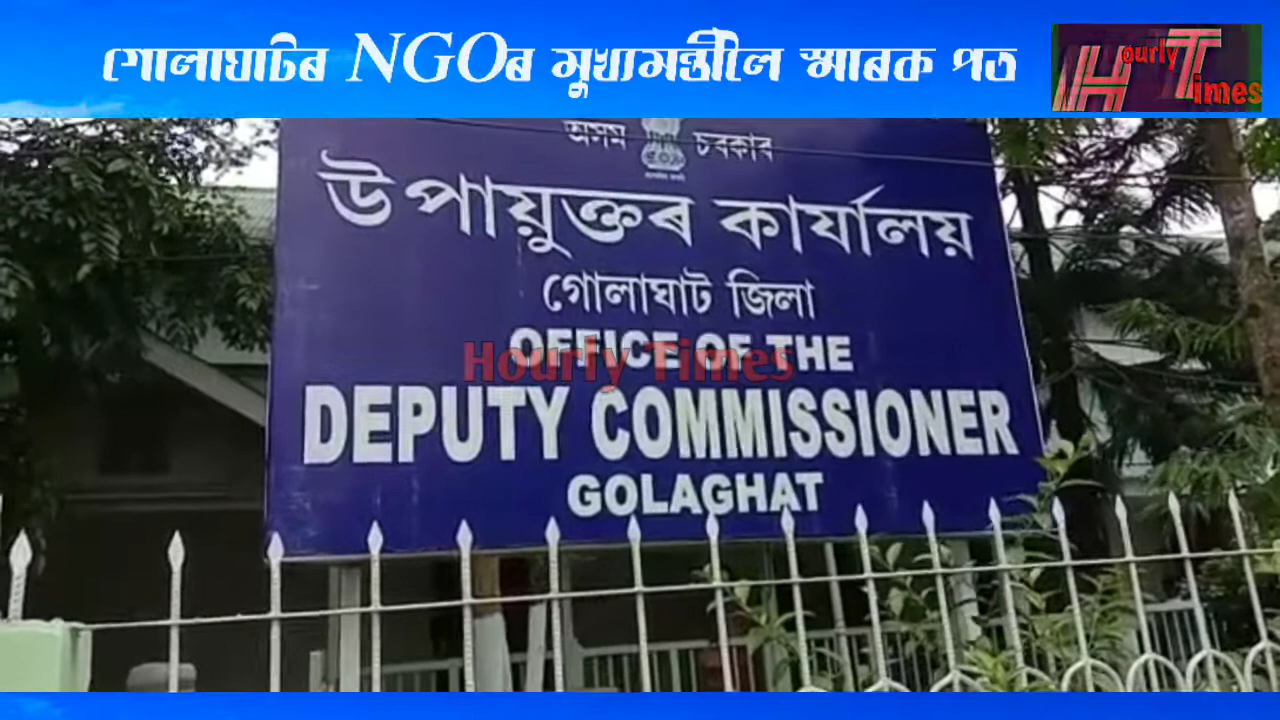 গোলাঘাটৰ NGOৰ মুখ্যমন্ত্ৰীলৈ স্মাৰক পত্ৰ
Hourly Times
অসম চৰকাৰ
উপায়ুক্তৰ কাৰ্যালয়
গোলাঘাট জিলা
OFFICE OF THE
Hourly Times
DEPUTY COMMISSIONER
GOLAGHAT